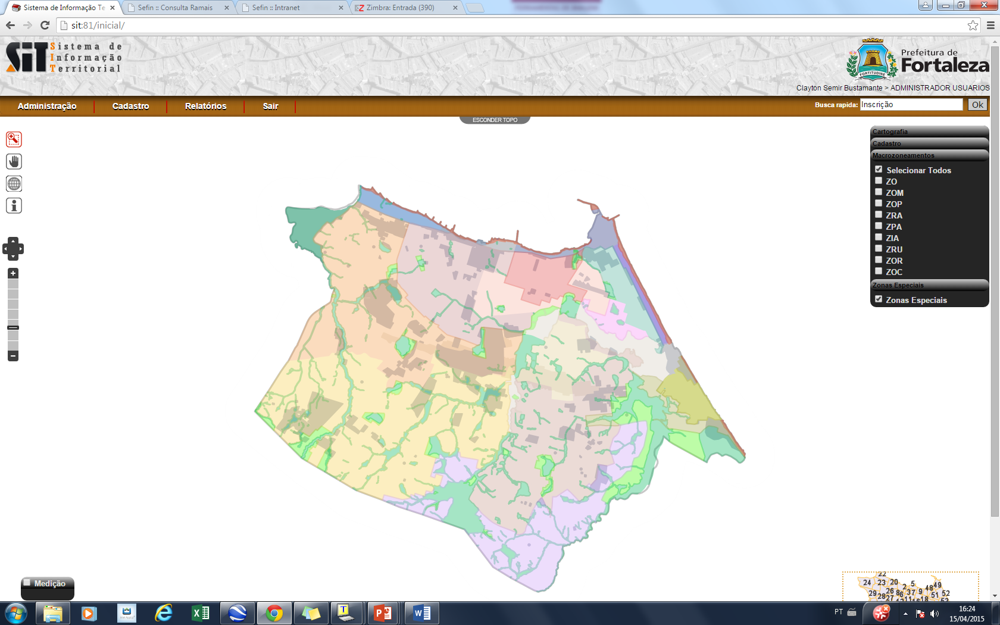 Sistema de Informação Te
Sefin :: Consulta Ramais
Sefin :: Intranet
Zimbra: Entrada (390)
sit:81/inicial/
SiT
Sistema de
Informação
Territorial
Prefeitura de
Fortaleza
FORTITUDINE
Clayton Semir Bustamante > ADMINISTRADOR USUARIOS
Administração
Cadastro
Relatórios
Sair
Busca rapida:
Inscrição
Ok
ESCONDER TOPO
Cartografia
Cadastro
Macrozoneamentos
Selecionar Todos
ZO
ZOM
ZOP
ZRA
ZPA
ZIA
ZRU
ZOR
ZOC
Zonas Especiais
Zonas Especiais
Medição
22
24 23 20 5 48 49
2
29 28 26 27 86 37 9 51 52
18
PT
16:24
15/04/2015